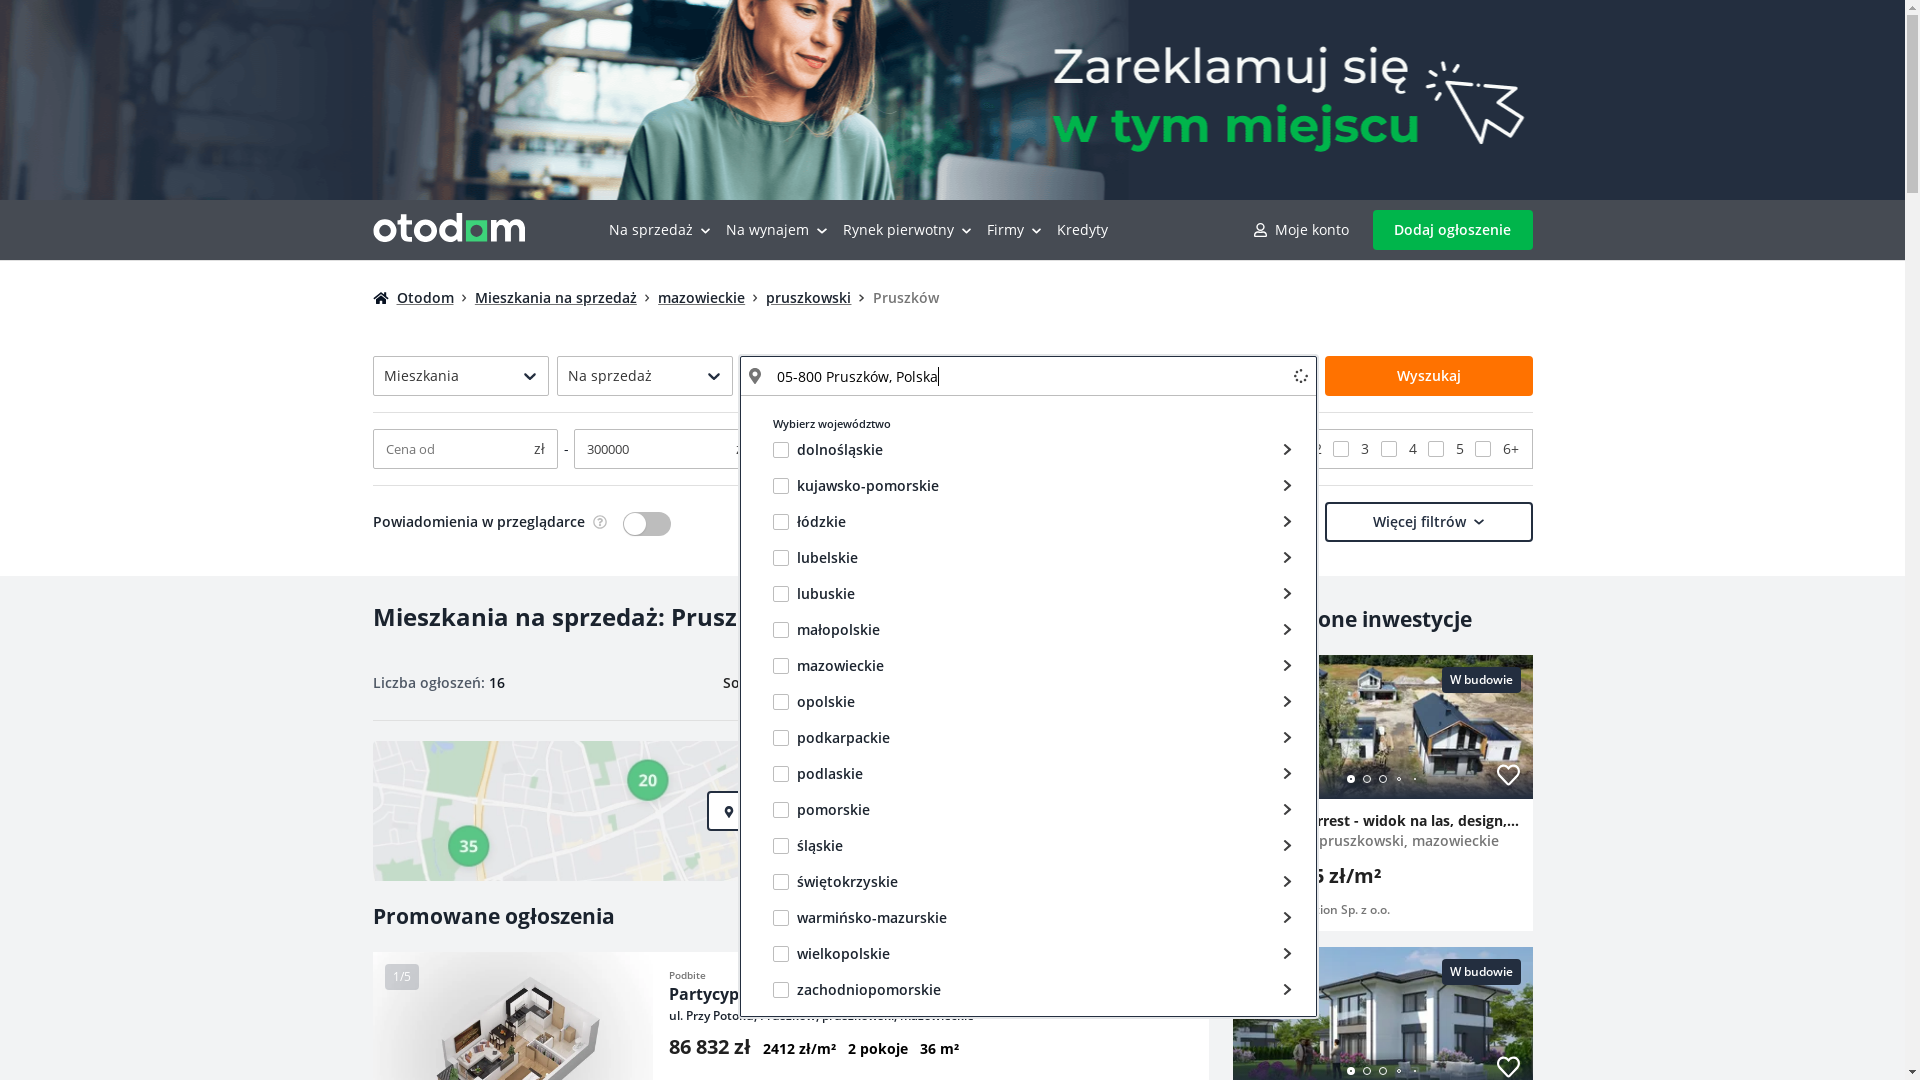 Zareklamuj się
w tym miejscu
otodom
Na sprzedaż
Na wynajem
Rynek pierwotny
Firmy
Kredyty
Moje konto
Dodaj ogłoszenie
Otodom
Mieszkania na sprzedaż
mazowieckie
pruszkowski
Pruszków
Mieszkania
Na sprzedaż
05-800 Pruszków, Polska
Wyszukaj
Cena od zł - 300000
3 4 5 6+
Powiadomienia w przeglądarce
Więcej filtrów
Wybierz województwo
dolnośląskie
kujawsko-pomorskie
łódzkie
lubelskie
lubuskie
małopolskie
mazowieckie
opolskie
podkarpackie
podlaskie
pomorskie
śląskie
świętokrzyskie
warmińsko-mazurskie
wielkopolskie
zachodniopomorskie
Mieszkania na sprzedaż: Prusz
Liczba ogłoszeń: 16
So
20
35
Promowane ogłoszenia
1/5
Podbite
Partycyp
ul. Przy
86 832 zł 2412 zł/m² 2 pokoje 36 m²
one inwestycje
W budowie
rrest - widok na las, design,...
pruszkowski, mazowieckie
5 zł/m²
ion Sp. z o.o.
W budowie